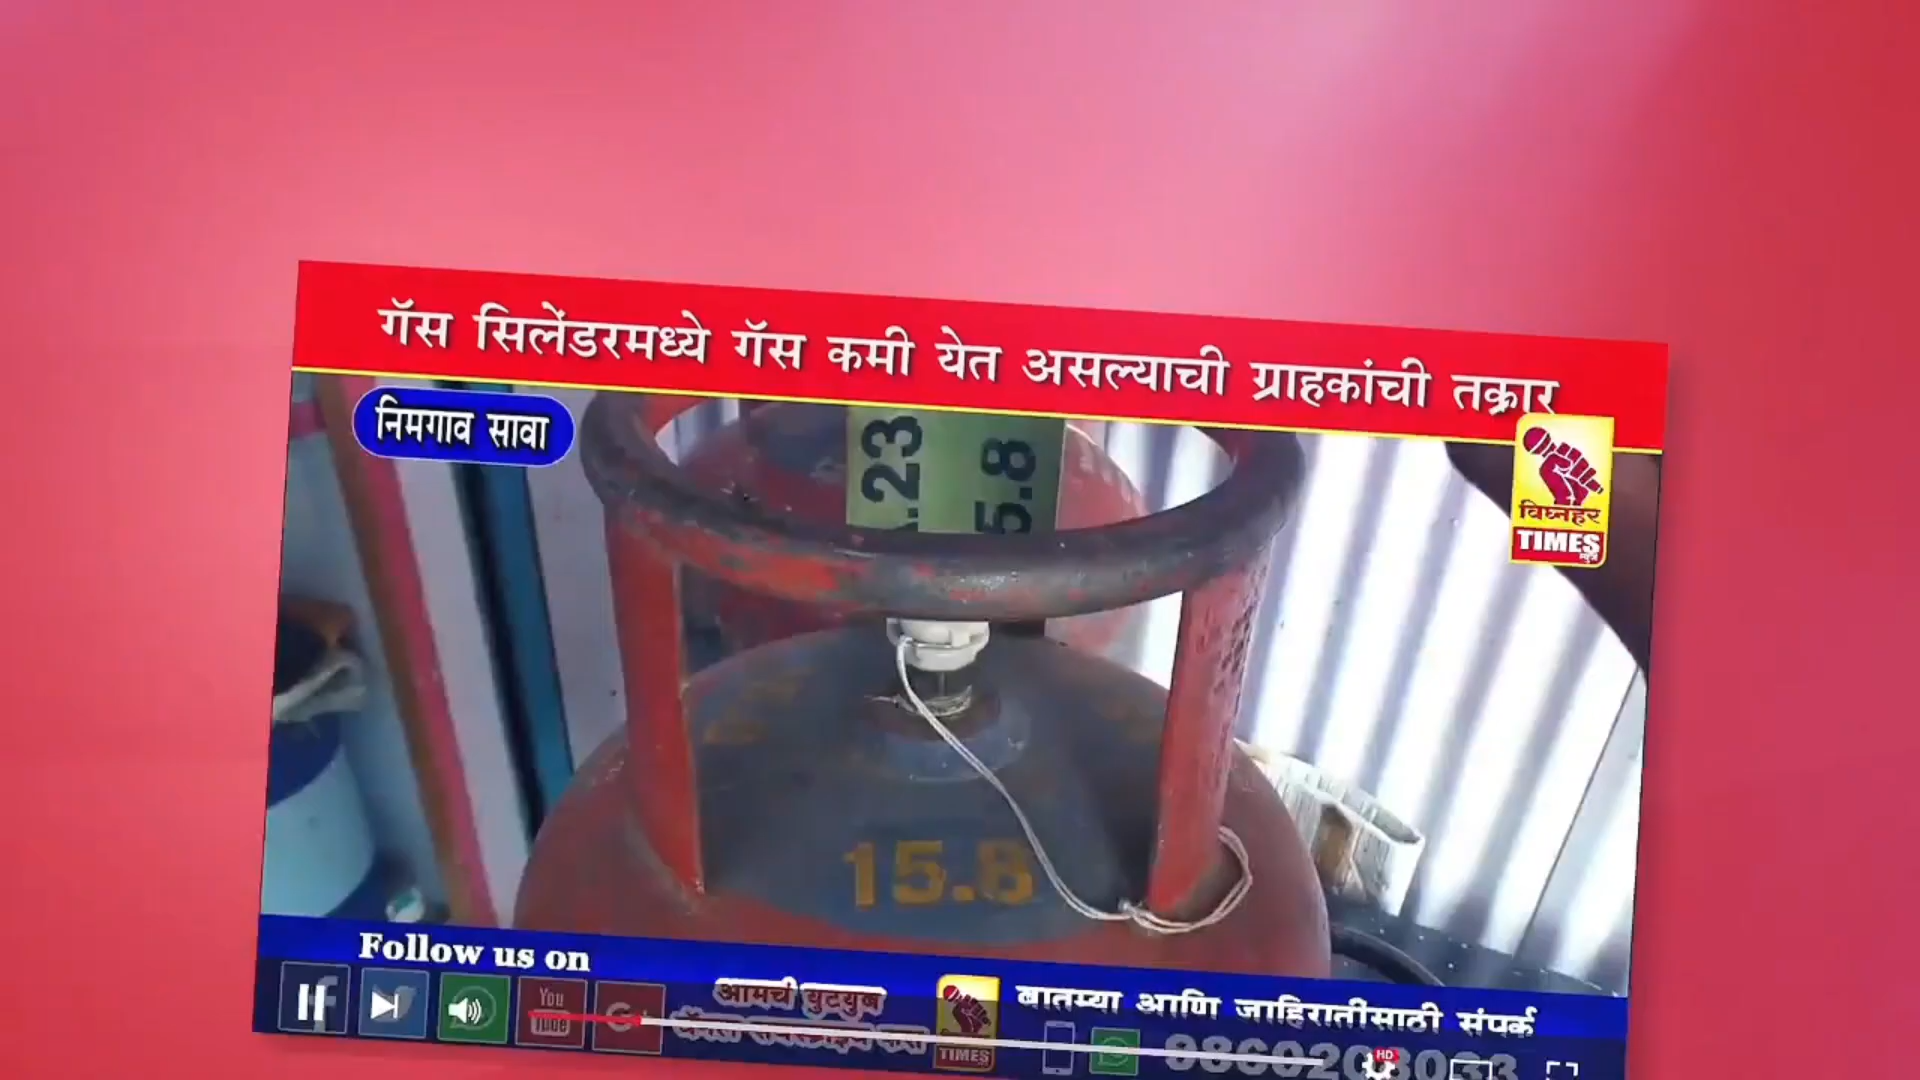 गॅस सिलेंडरमध्ये गॅस कमी येत असल्याची ग्राहकांची तक्रार
निमगाव सावा
.23
5.8
विघ्नहर
TIMES
न्यूज
15.8
Follow us on
You
Tube
G+
आमची युटयुब
TIMES
बातम्या आणि जाहिरातींसाठी संपर्क
HD